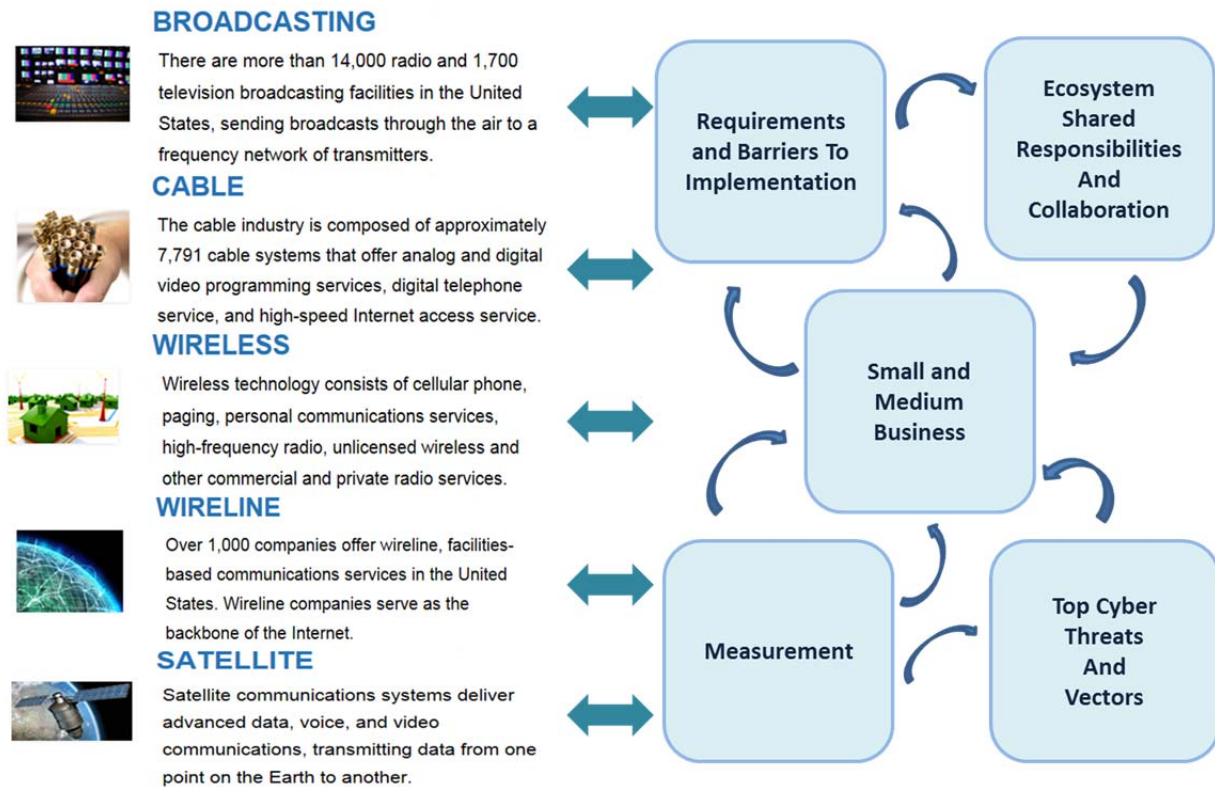 BROADCASTING
There are more than 14,000 radio and 1,700
television broadcasting facilities in the United
States, sending broadcasts through the air to a
frequency network of transmitters.
CABLE
The cable industry is composed of approximately
7,791 cable systems that offer analog and digital
video programming services, digital telephone
service, and high-speed Internet access service.
WIRELESS
Wireless technology consists of cellular phone,
paging, personal communications services,
high-frequency radio, unlicensed wireless and
other commercial and private radio services.
WIRELINE
Over 1,000 companies offer wireline, facilities-
based communications services in the United
States. Wireline companies serve as the
backbone of the Internet.
SATELLITE
Satellite communications systems deliver
advanced data, voice, and video
communications, transmitting data from one
point on the Earth to another.
Requirements
and Barriers To
Implementation
Ecosystem
Shared
Responsibilities
And
Collaboration
Small and
Medium
Business
Measurement
Top Cyber
Threats
And
Vectors